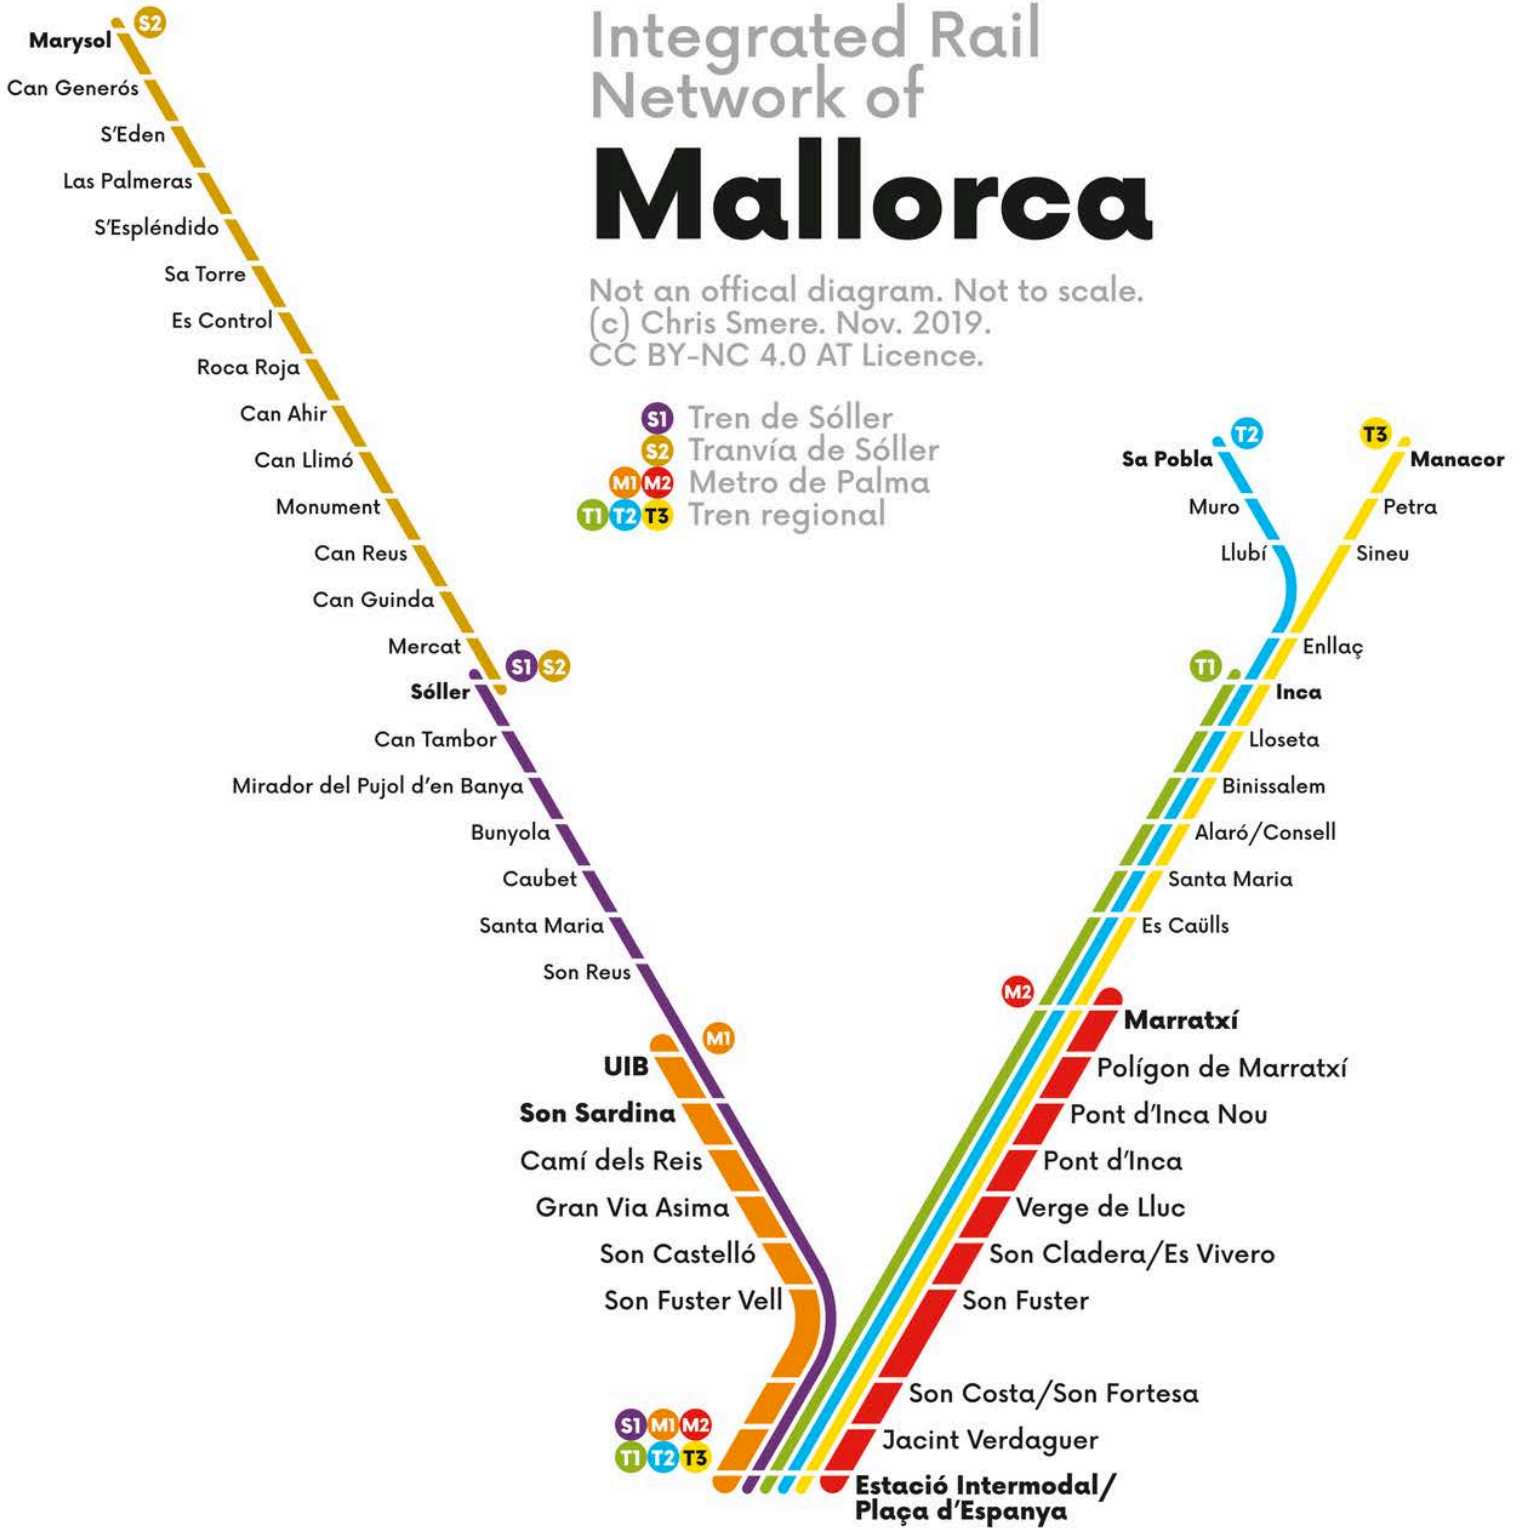 Integrated Rail
Network of
Mallorca
Not an offical diagram. Not to scale.
(c) Chris Smere. Nov. 2019.
CC BY-NC 4.0 AT Licence.
S1 Tren de Sóller
S2 Tranvía de Sóller
M1 M2 Metro de Palma
T1 T2 T3 Tren regional
S2
Marysol
Can Generós
S'Eden
Las Palmeras
S'Espléndido
Sa Torre
Es Control
Roca Roja
Can Ahir
Can Llimó
Monument
Can Reus
Can Guinda
Mercat
S1 S2
Sóller
Can Tambor
Mirador del Pujol d'en Banya
Bunyola
Caubet
Santa Maria
Son Reus
M1
UIB
Son Sardina
Camí dels Reis
Gran Via Asima
Son Castelló
Son Fuster Vell
T2
Sa Pobla
Muro
Llubí
T3
Manacor
Petra
Sineu
Enllaç
T1
Inca
Lloseta
Binissalem
Alaró/Consell
Santa Maria
Es Caülls
M2
Marratxí
Polígon de Marratxí
Pont d'Inca Nou
Pont d'Inca
Verge de Lluc
Son Cladera/Es Vivero
Son Fuster
Son Costa/Son Fortesa
Jacint Verdaguer
S1 M1 M2
T1 T2 T3
Estació Intermodal/
Plaça d'Espanya